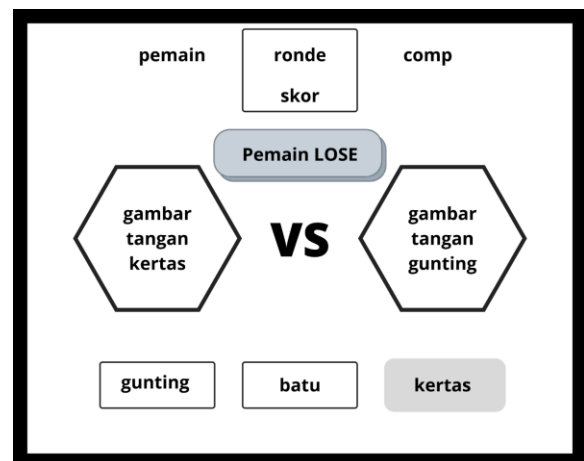 pemain
ronde
comp
skor
Pemain LOSE
gambar
tangan
kertas
VS
gambar
tangan
gunting
gunting
batu
kertas